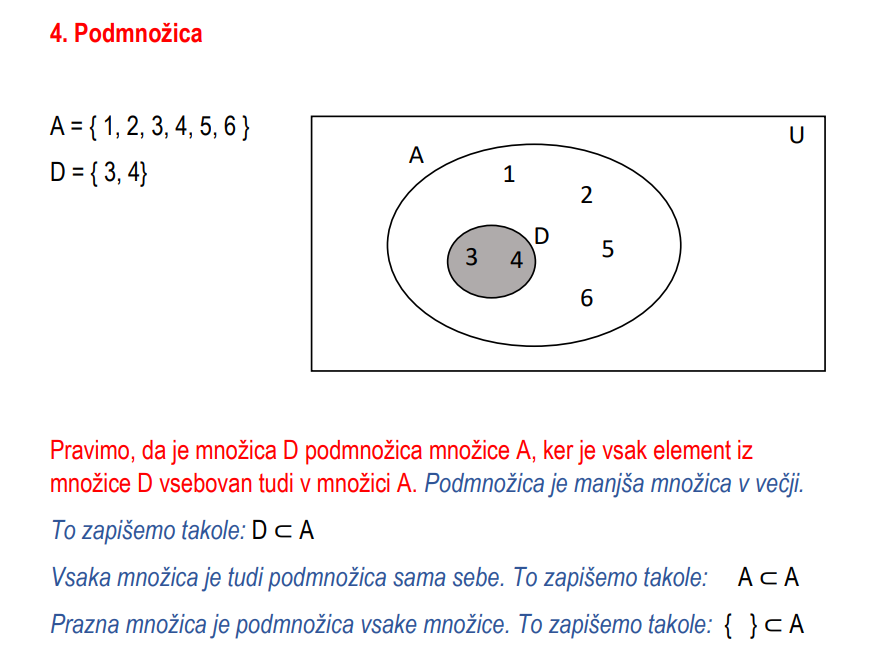 4. Podmnožica
A = { 1, 2, 3, 4, 5, 6 }
D = { 3, 4}
U
A
1
2
D
3 4
5
6
Pravimo, da je množica D podmnožica množice A, ker je vsak element iz
množice D vsebovan tudi v množici A. Podmnožica je manjša množica v večji.
To zapišemo takole: D ⊂ A
Vsaka množica je tudi podmnožica sama sebe. To zapišemo takole: A ⊂ A
Prazna množica je podmnožica vsake množice. To zapišemo takole: { } ⊂ A